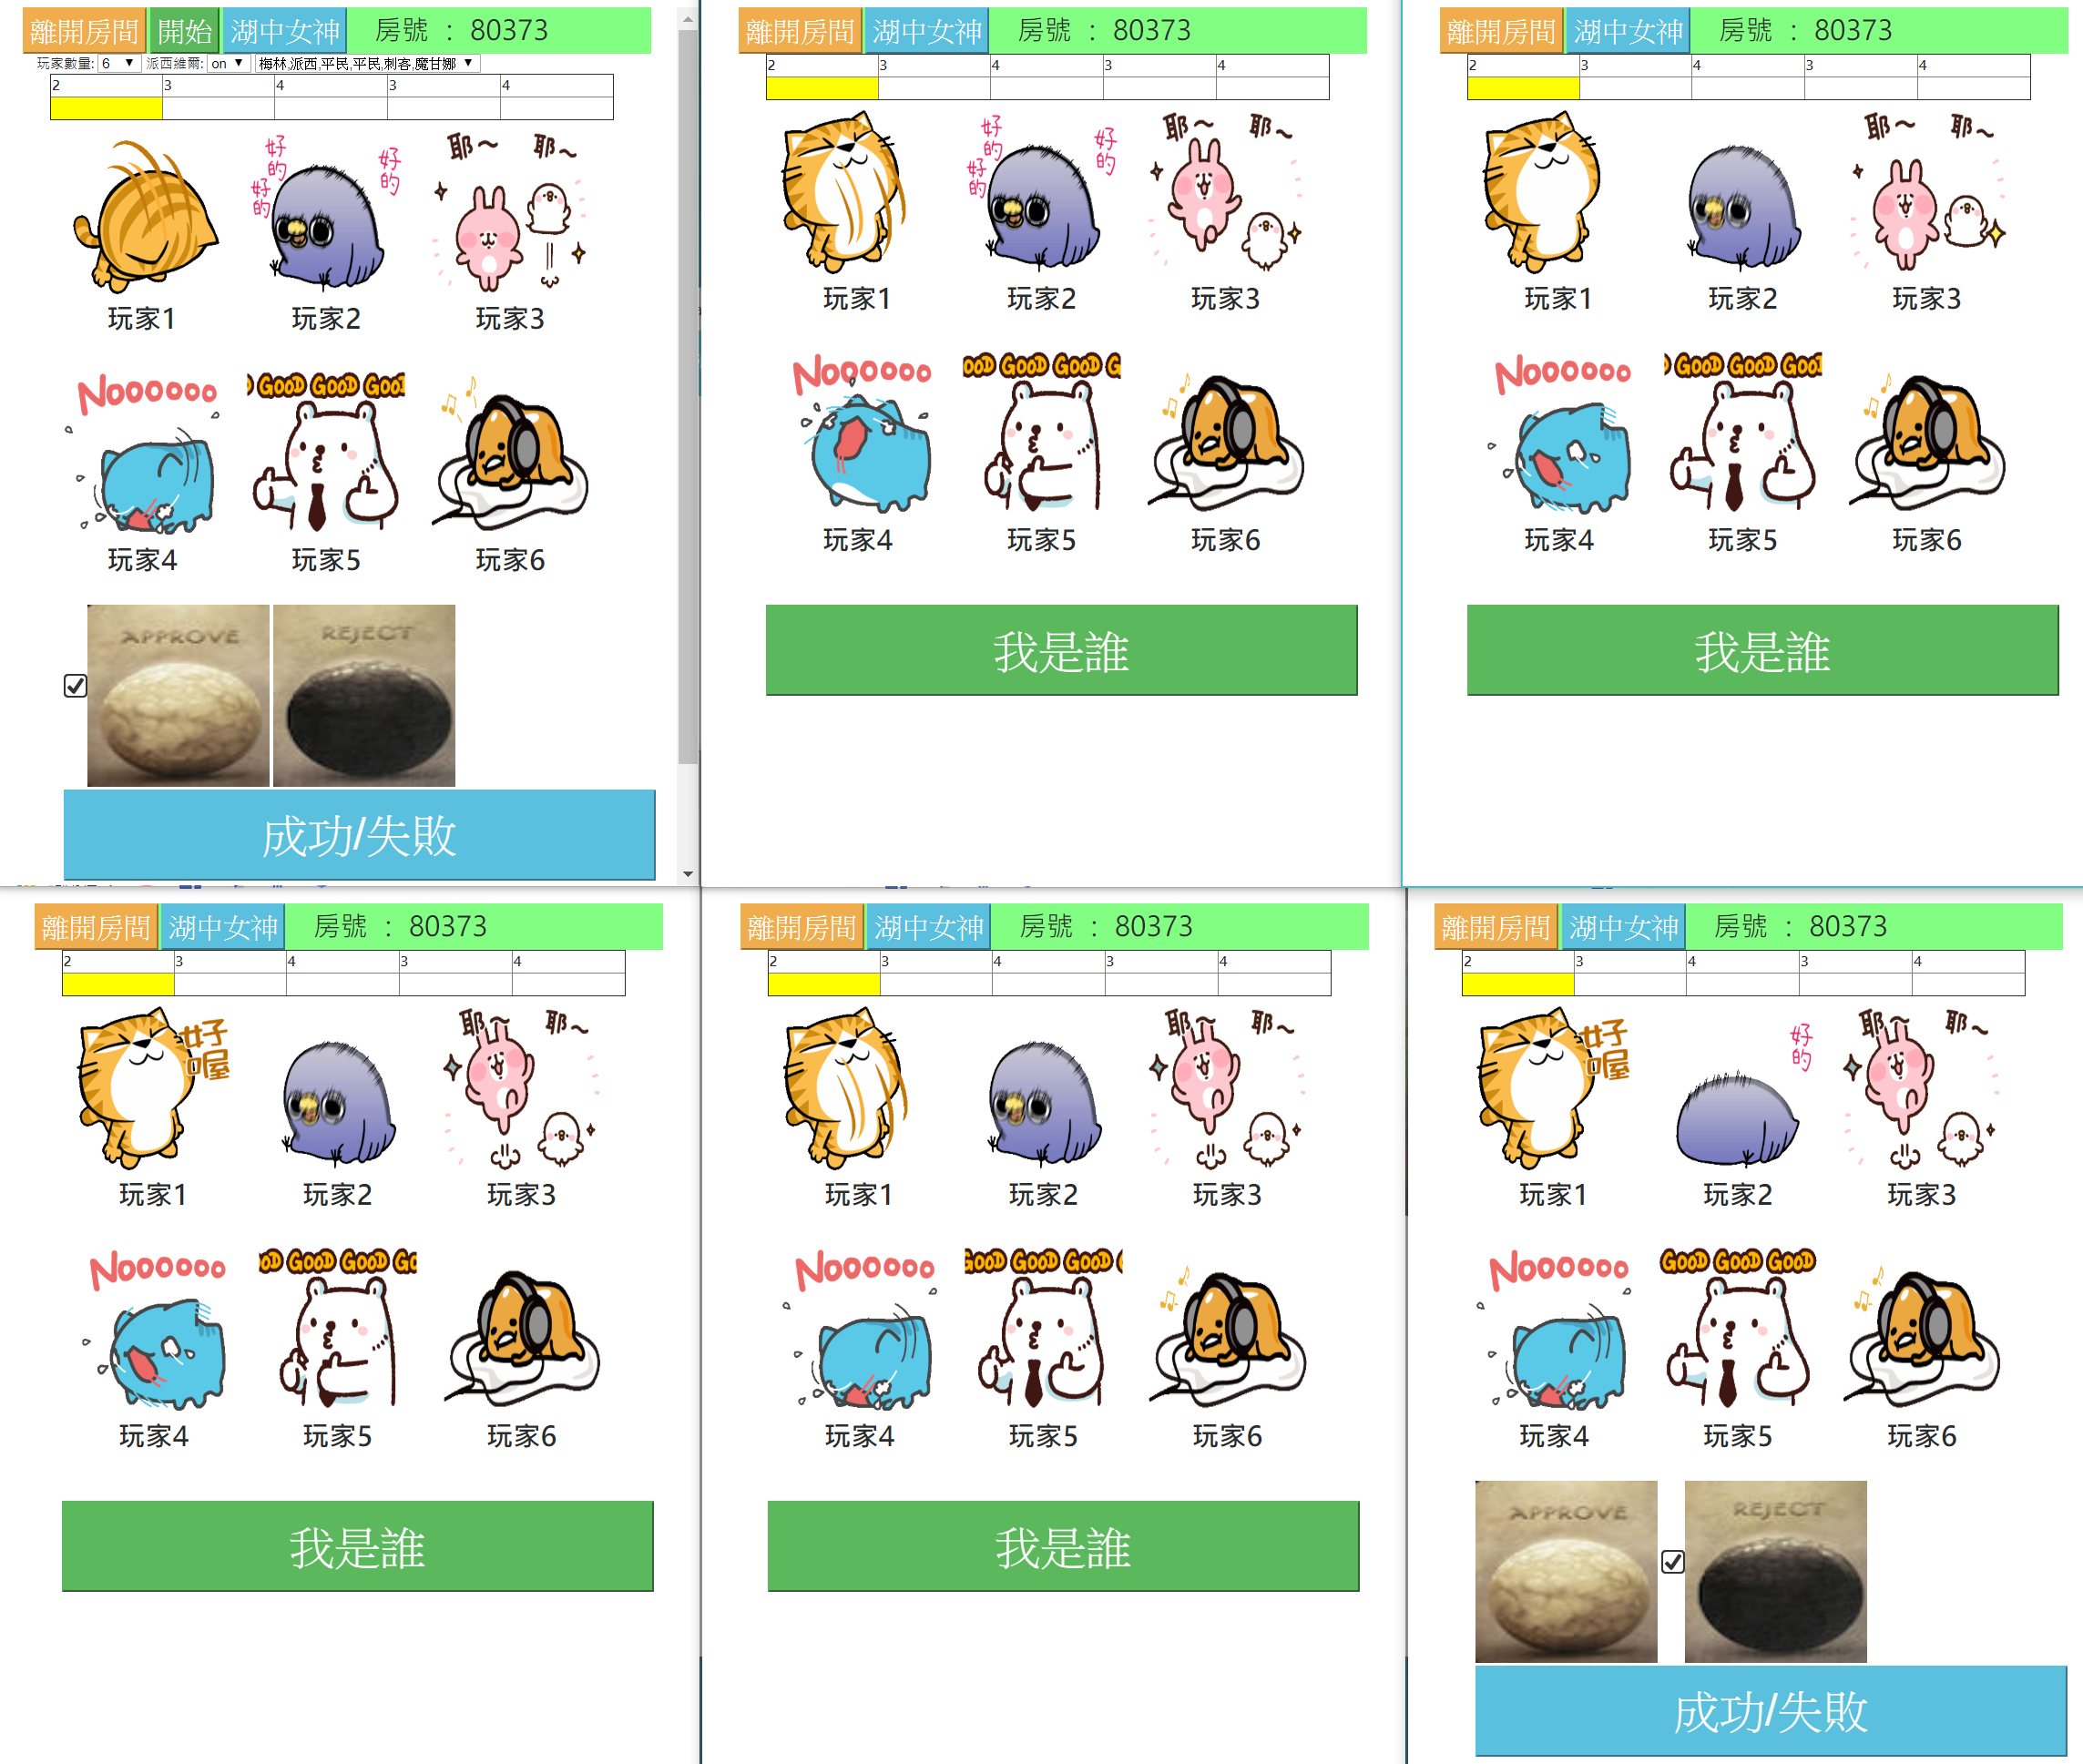 離開房間 開始 湖中女神 房號 : 80373
玩家數量: 6 派西維爾: on 梅林,派西,平民,平民,刺客,魔甘娜
2 3 4 3 4
好的 好的 好的 耶~ 耶~
玩家1 玩家2 玩家3
Noooooo GOOD GOOD GOOD
玩家4 玩家5 玩家6
APPROVE REJECT
成功/失敗
離開房間 湖中女神 房號 : 80373
2 3 4 3 4
好的 好的 好的 耶~ 耶~
玩家1 玩家2 玩家3
Noooooo GOOD GOOD G
玩家4 玩家5 玩家6
我是誰
離開房間 湖中女神 房號 : 80373
2 3 4 3 4
耶~ 耶~
玩家1 玩家2 玩家3
Noooooo GOOD GOOD GOOD
玩家4 玩家5 玩家6
我是誰
離開房間 湖中女神 房號 : 80373
2 3 4 3 4
好喔 耶~ 耶~
玩家1 玩家2 玩家3
Noooooo GOOD GOOD
玩家4 玩家5 玩家6
我是誰
離開房間 湖中女神 房號 : 80373
2 3 4 3 4
耶~ 耶~
玩家1 玩家2 玩家3
Noooooo GOOD GOOD GOOD
玩家4 玩家5 玩家6
我是誰
離開房間 湖中女神 房號 : 80373
2 3 4 3 4
好喔 好的 耶~ 耶~
玩家1 玩家2 玩家3
Noooooo GOOD GOOD GOOD
玩家4 玩家5 玩家6
APPROVE REJECT
成功/失敗